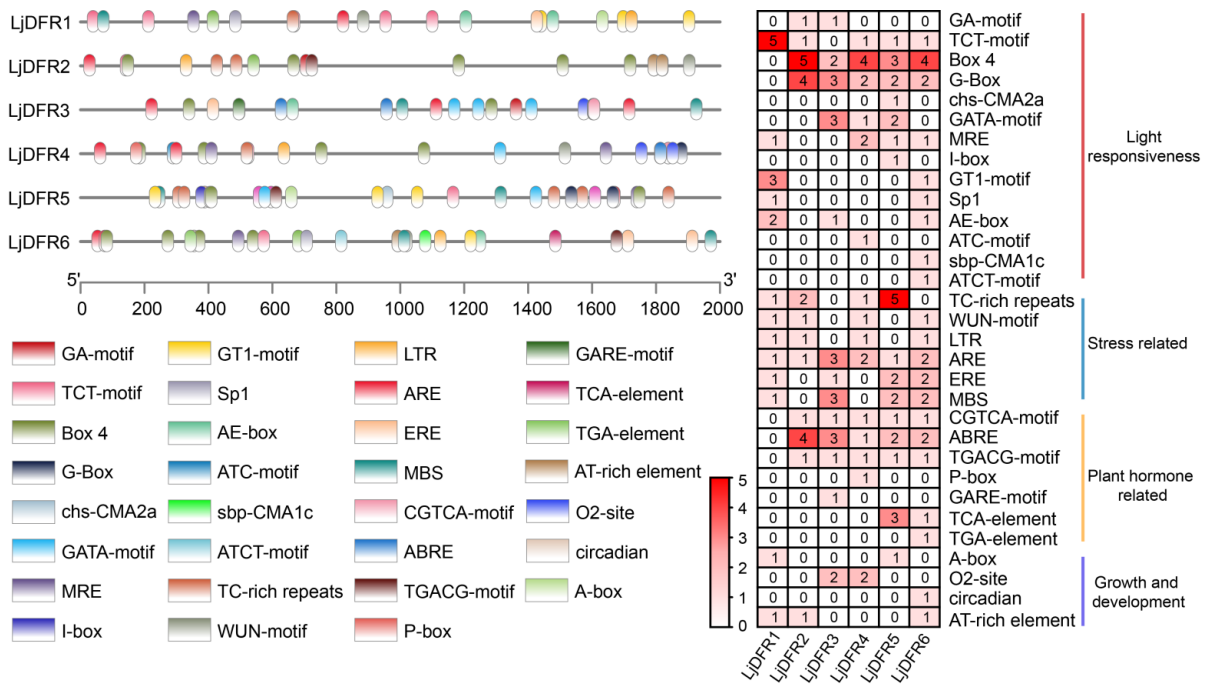 LjDFR1
LjDFR2
LjDFR3
LjDFR4
LjDFR5
LjDFR6
5' 3'
0 200 400 600 800 1000 1200 1400 1600 1800 2000
GA-motif GT1-motif LTR GARE-motif
TCT-motif Sp1 ARE TCA-element
Box 4 AE-box ERE TGA-element
G-Box ATC-motif MBS AT-rich element
chs-CMA2a sbp-CMA1c CGTCA-motif O2-site
GATA-motif ATCT-motif ABRE circadian
MRE TC-rich repeats TGACG-motif A-box
I-box WUN-motif P-box
0 1 1 0 0 0 GA-motif
5 1 0 1 1 1 TCT-motif
0 5 2 4 3 4 Box 4
0 4 3 2 2 2 G-Box
0 0 0 0 1 0 chs-CMA2a
0 0 3 1 2 0 GATA-motif
1 0 0 2 1 1 MRE
0 0 0 0 1 0 I-box
3 0 0 0 0 1 GT1-motif
1 0 0 0 0 1 Sp1
2 0 1 0 0 1 AE-box
0 0 0 1 0 0 ATC-motif
0 0 0 0 0 1 sbp-CMA1c
0 0 0 0 0 1 ATCT-motif
Light
responsiveness
1 2 0 1 5 0 TC-rich repeats
1 1 0 1 0 1 WUN-motif
1 1 0 1 0 1 LTR
1 1 3 2 1 2 ARE
1 0 1 0 2 2 ERE
1 0 3 0 2 2 MBS
Stress related
0 1 1 1 1 1 CGTCA-motif
0 4 3 1 2 2 ABRE
0 1 1 1 1 1 TGACG-motif
0 0 0 1 0 0 P-box
0 0 1 0 0 0 GARE-motif
0 0 0 0 3 1 TCA-element
0 0 0 0 0 1 TGA-element
Plant hormone
related
1 0 0 0 1 0 A-box
0 0 2 2 0 0 O2-site
0 0 0 0 0 1 circadian
1 1 0 0 0 1 AT-rich element
Growth and
development
5
4
3
2
1
0
LjDFR1 LjDFR2 LjDFR3 LjDFR4 LjDFR5 LjDFR6